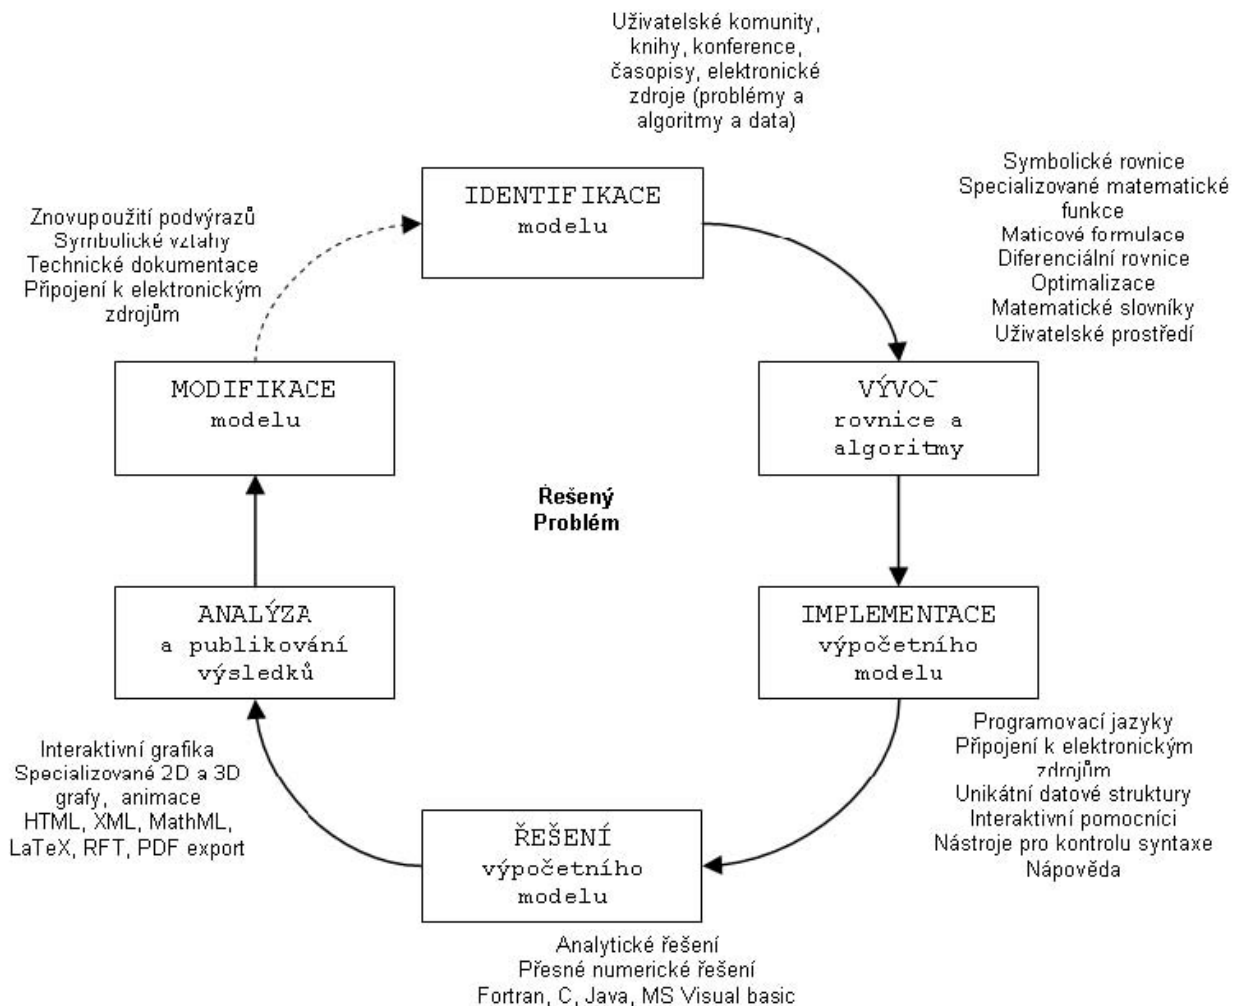 Uživatelské komunity,
knihy, konference,
časopisy, elektronické
zdroje (problémy a
algoritmy a data)
IDENTIFIKACE
modelu
Symbolické rovnice
Specializované matematické
funkce
Maticové formulace
Diferenciální rovnice
Optimalizace
Matematické slovníky
Uživatelské prostředí
Znovupoužití podvýrazů
Symbolické vztahy
Technické dokumentace
Připojení k elektronickým
zdrojům
MODIFIKACE
modelu
VÝVOJ
rovnice a
algoritmy
Řešený
Problém
ANALÝZA
a publikování
výsledků
IMPLEMENTACE
výpočetního
modelu
Programovací jazyky
Připojení k elektronickým
zdrojům
Unikátní datové struktury
Interaktivní pomocníci
Nástroje pro kontrolu syntaxe
Nápověda
Interaktivní grafika
Specializované 2D a 3D
grafy, animace
HTML, XML, MathML,
LaTeX, RFT, PDF export
ŘEŠENÍ
výpočetního
modelu
Analytické řešení
Přesné numerické řešení
Fortran, C, Java, MS Visual basic